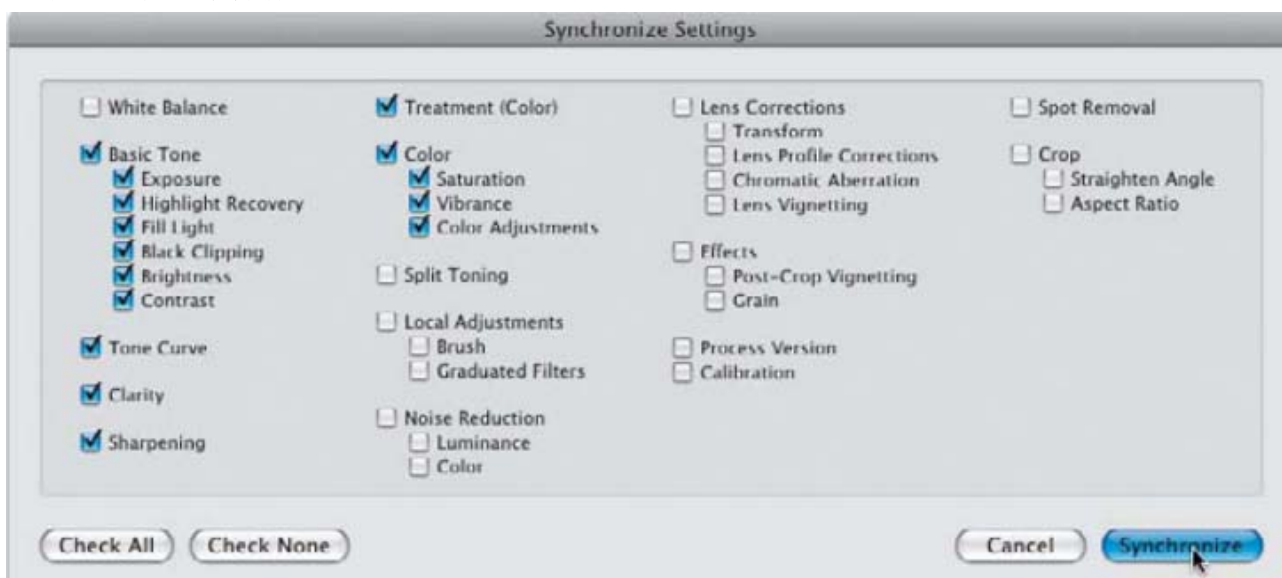 Synchronize Settings
White Balance
Basic Tone
Exposure
Highlight Recovery
Fill Light
Black Clipping
Brightness
Contrast
Tone Curve
Clarity
Sharpening
Treatment (Color)
Color
Saturation
Vibrance
Color Adjustments
Split Toning
Local Adjustments
Brush
Graduated Filters
Noise Reduction
Luminance
Color
Lens Corrections
Transform
Lens Profile Corrections
Chromatic Aberration
Lens Vignetting
Effects
Post-Crop Vignetting
Grain
Process Version
Calibration
Spot Removal
Crop
Straighten Angle
Aspect Ratio
Check All
Check None
Cancel
Synchronize